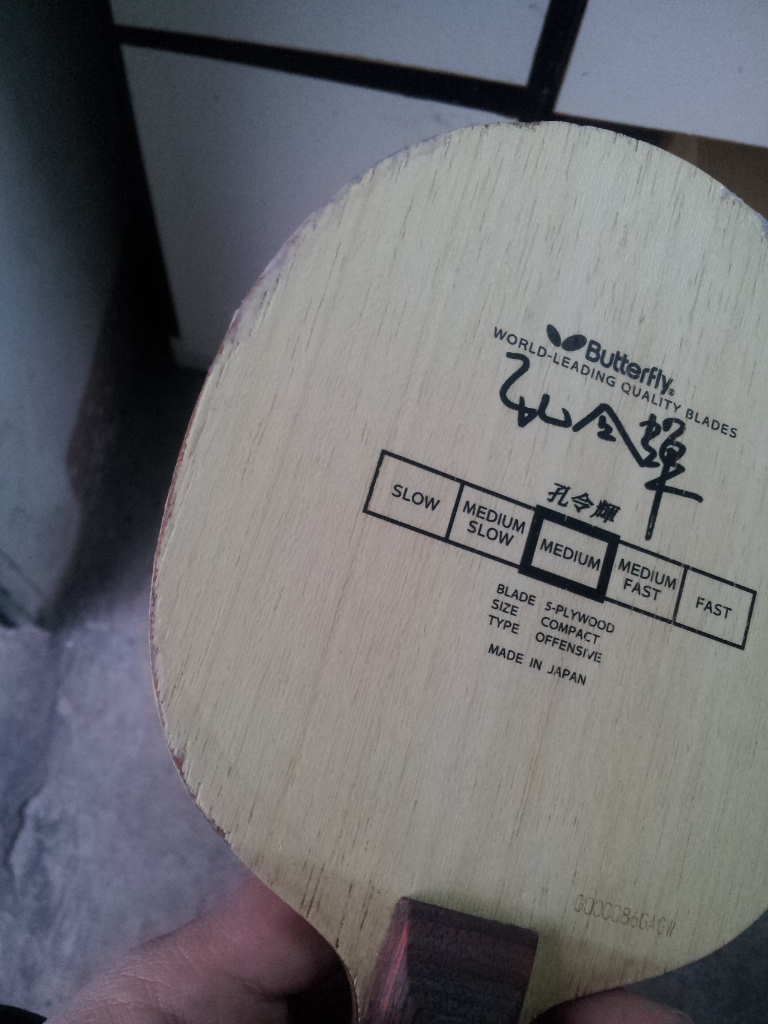 Butterfly®
WORLD-LEADING QUALITY BLADES
孔令輝
孔令輝
SLOW
MEDIUM SLOW
MEDIUM
MEDIUM FAST
FAST
BLADE 5-PLYWOOD
SIZE COMPACT
TYPE OFFENSIVE
MADE IN JAPAN